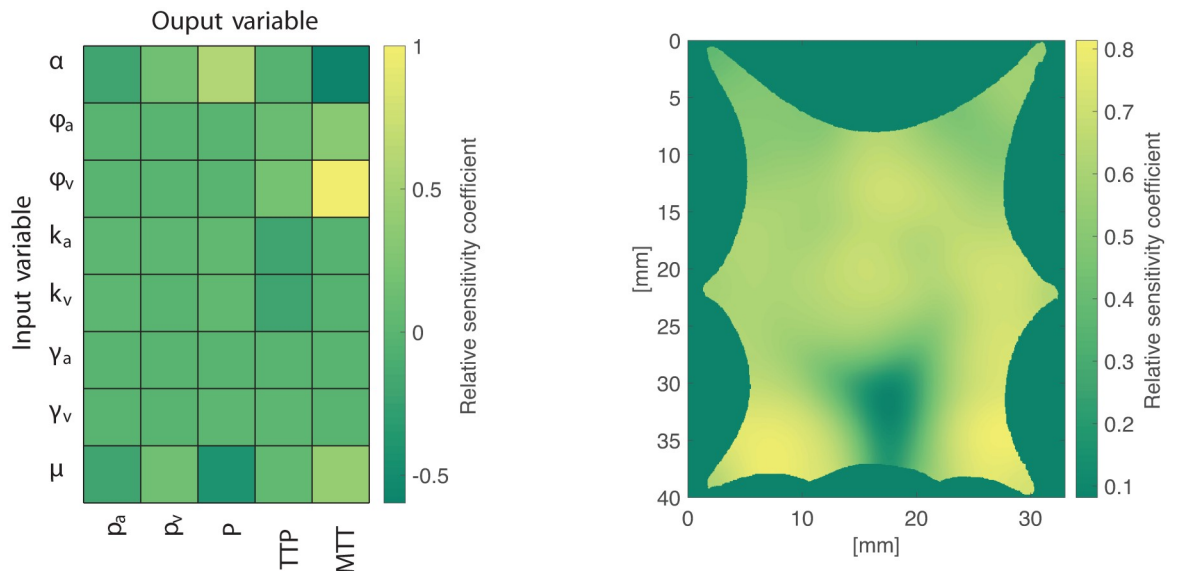 Ouput variable
Input variable
α
φa
φv
ka
kv
γa
γv
μ
pa
pv
P
TTP
MTT
1
0.5
0
-0.5
Relative sensitivity coefficient
0
5
10
15
20
25
30
35
40
[mm]
0
10
20
30
[mm]
0.8
0.7
0.6
0.5
0.4
0.3
0.2
0.1
Relative sensitivity coefficient